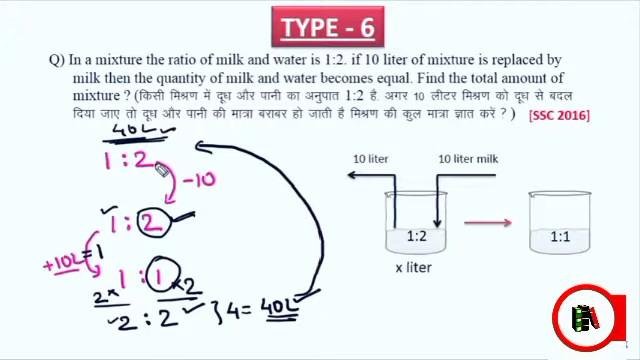 TYPE - 6
Q) In a mixture the ratio of milk and water is 1:2. if 10 liter of mixture is replaced by
milk then the quantity of milk and water becomes equal. Find the total amount of
mixture ? (किसी मिश्रण में दूध और पानी का अनुपात 1:2 है. अगर 10 लीटर मिश्रण को दूध से बदल
दिया जाए तो दूध और पानी की मात्रा बराबर हो जाती है मिश्रण की कुल मात्रा ज्ञात करें ?) [SSC 2016]
40L
1 : 2
-10
1 : 2
+10L = 1
1 : 1
2× ×2
2 : 2 } 4 = 40L
10 liter 10 liter milk
1:2 1:1
x liter